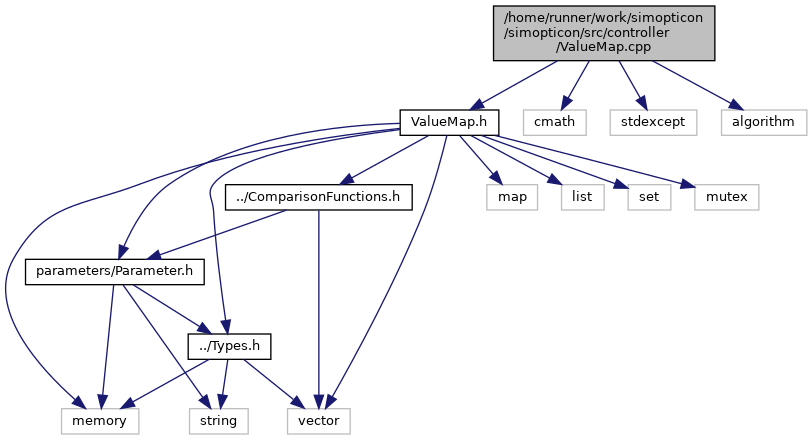 /home/runner/work/simopticon
/simopticon/src/controller
/ValueMap.cpp
ValueMap.h
cmath
stdexcept
algorithm
../ComparisonFunctions.h
map
list
set
mutex
parameters/Parameter.h
../Types.h
memory
string
vector